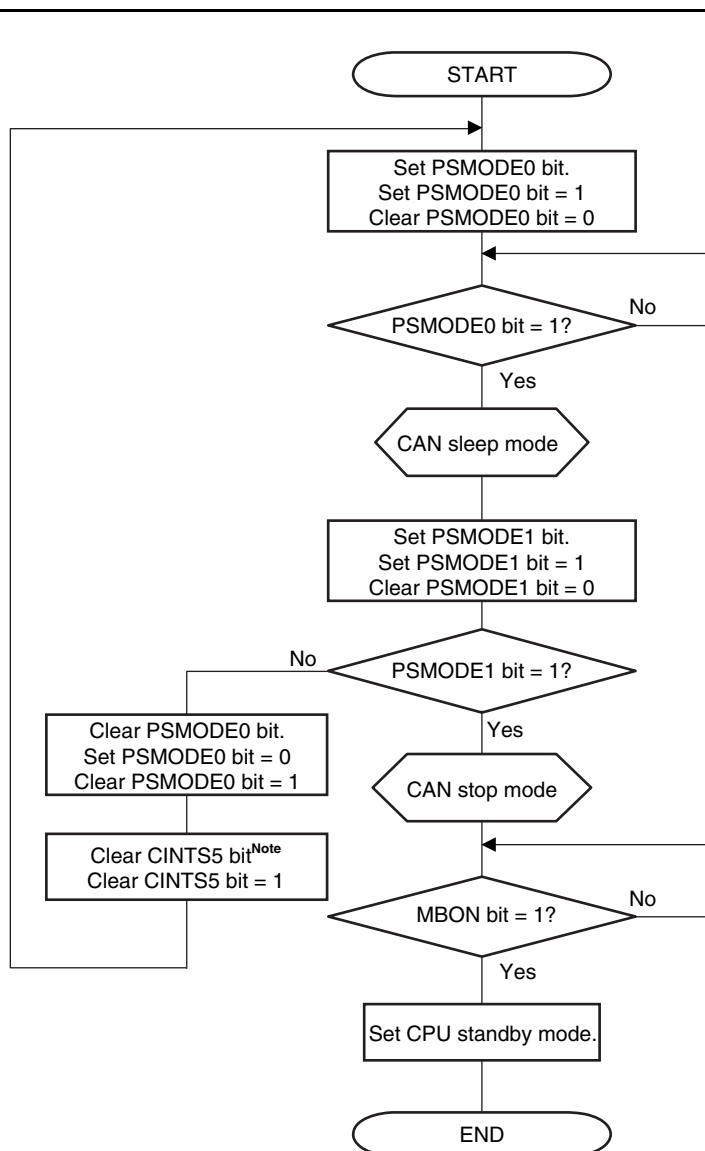 START
Set PSMODE0 bit.
Set PSMODE0 bit = 1
Clear PSMODE0 bit = 0
PSMODE0 bit = 1?
No
Yes
CAN sleep mode
Set PSMODE1 bit.
Set PSMODE1 bit = 1
Clear PSMODE1 bit = 0
No
PSMODE1 bit = 1?
Yes
Clear PSMODE0 bit.
Set PSMODE0 bit = 0
Clear PSMODE0 bit = 1
CAN stop mode
Clear CINTS5 bitNote
Clear CINTS5 bit = 1
MBON bit = 1?
No
Yes
Set CPU standby mode.
END